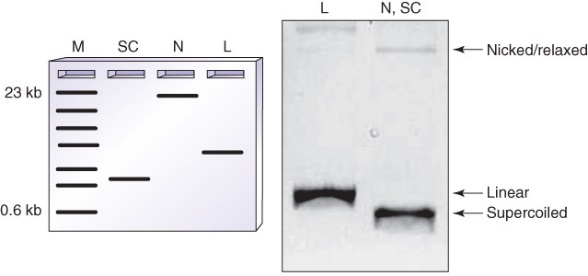 M SC N L
23 kb
0.6 kb
L N, SC
Nicked/relaxed
Linear
Supercoiled